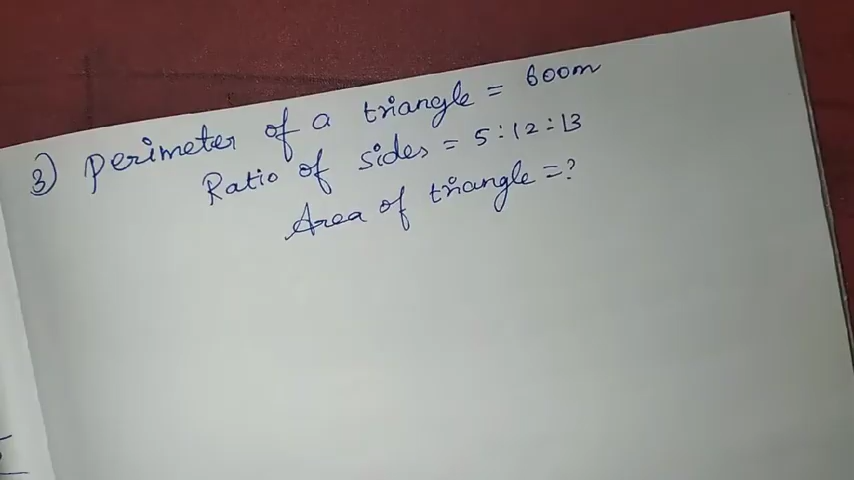 3) Perimeter of a triangle = 600m
Ratio of sides = 5:12:13
Area of triangle = ?